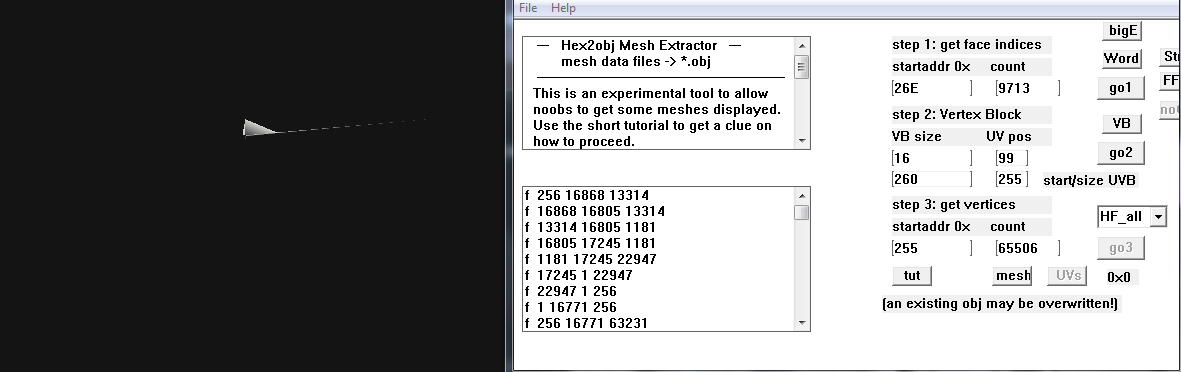 File Help
— Hex2obj Mesh Extractor —
mesh data files -> *.obj
This is an experimental tool to allow
noobs to get some meshes displayed.
Use the short tutorial to get a clue on
how to proceed.
f 256 16868 13314
f 16868 16805 13314
f 13314 16805 1181
f 16805 17245 1181
f 1181 17245 22947
f 17245 1 22947
f 22947 1 256
f 1 16771 256
f 256 16771 63231
step 1: get face indices
startaddr 0x count
26E 9713
step 2: Vertex Block
VB size UV pos
16 99
260 255 start/size UVB
step 3: get vertices
startaddr 0x count
255 65506
tut mesh UVs 0x0
(an existing obj may be overwritten!)
bigE
Word
go1
VB
go2
HF_all
go3
FF